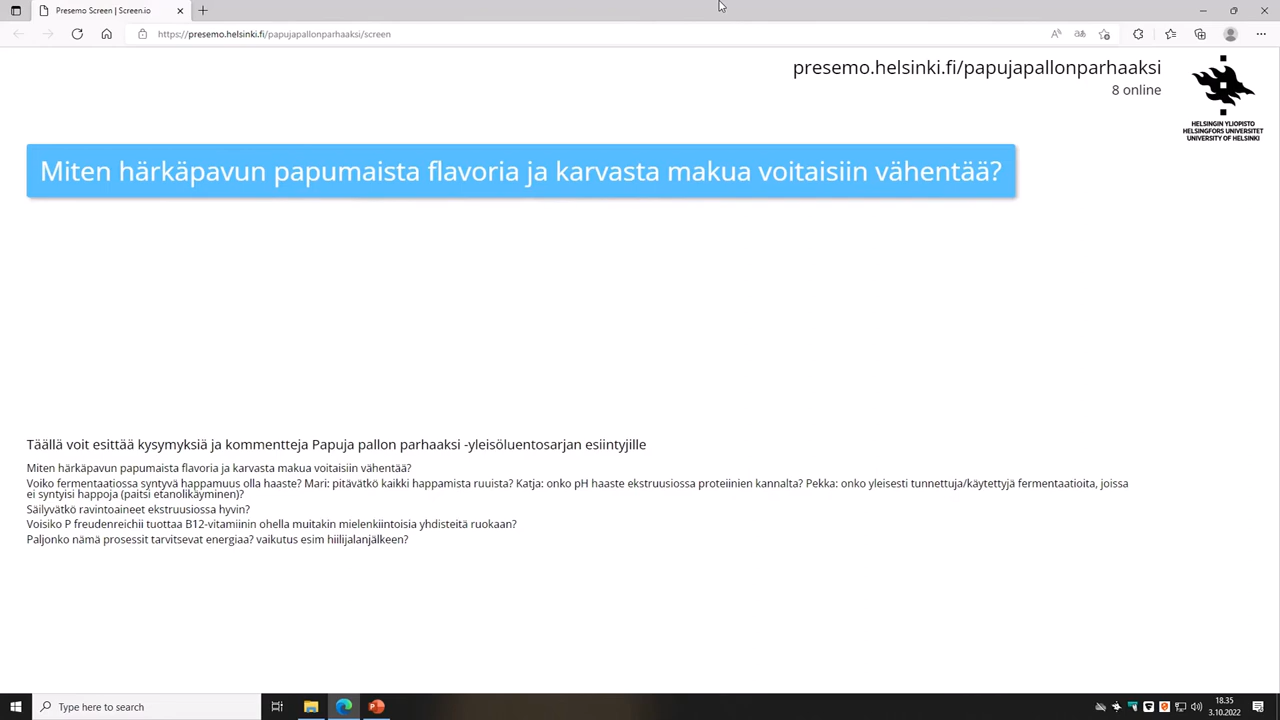 Presemo Screen | Screen.io
https://presemo.helsinki.fi/papujapallonparhaaksi/screen
presemo.helsinki.fi/papujapallonparhaaksi
8 online
HELSINGIN YLIOPISTO
HELSINGFORS UNIVERSITET
UNIVERSITY OF HELSINKI
Miten härkäpavun papumaista flavoria ja karvasta makua voitaisiin vähentää?
Täällä voit esittää kysymyksiä ja kommentteja Papuja pallon parhaaksi -yleisöluentosarjan esiintyjille
Miten härkäpavun papumaista flavoria ja karvasta makua voitaisiin vähentää?
Voiko fermentaatiossa syntyvä happamuus olla haaste? Mari: pitävätkö kaikki happamista ruuista? Katja: onko pH haaste ekstruusiossa proteiinien kannalta? Pekka: onko yleisesti tunnettuja/käytettyjä fermentaatioita, joissa
ei syntyisi happoja (paitsi etanolikäyminen)?
Säilyvätkö ravintoaineet ekstruusiossa hyvin?
Voisiko P freudenreichii tuottaa B12-vitamiinin ohella muitakin mielenkiintoisia yhdisteitä ruokaan?
Paljonko nämä prosessit tarvitsevat energiaa? vaikutus esim hiilijalanjälkeen?
Type here to search
18.35
3.10.2022